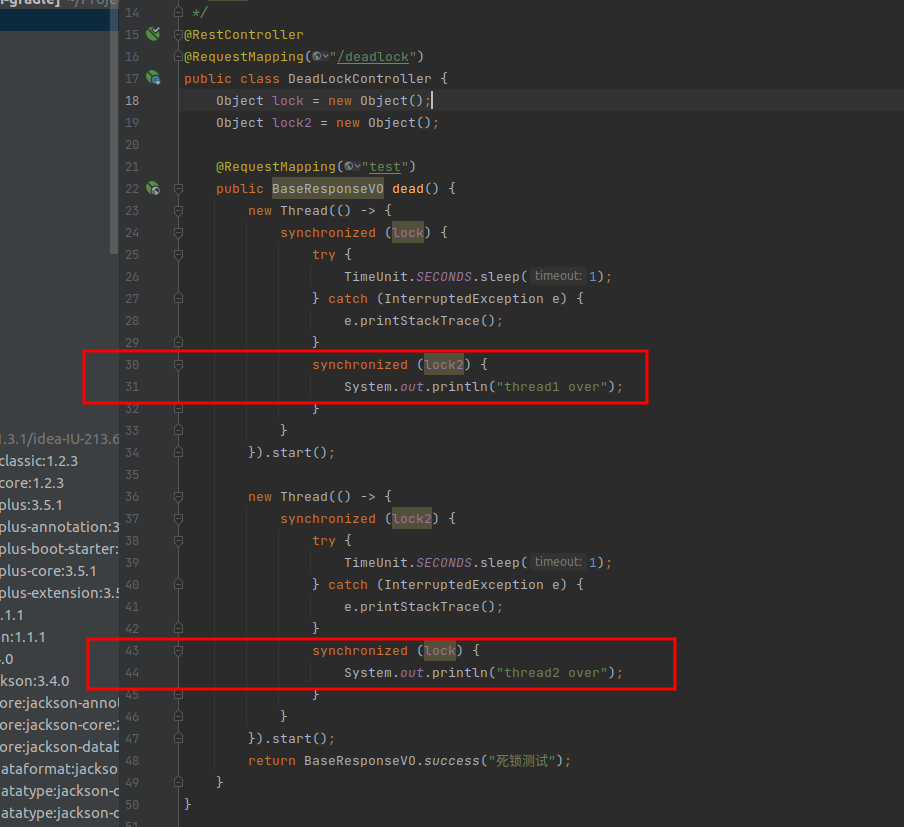 14 */
15 @RestController
16 @RequestMapping("/deadlock")
17 public class DeadLockController {
18 Object lock = new Object();
19 Object lock2 = new Object();
20
21 @RequestMapping("test")
22 public BaseResponseVO dead() {
23 new Thread(() -> {
24 synchronized (lock) {
25 try {
26 TimeUnit.SECONDS.sleep( timeout: 1);
27 } catch (InterruptedException e) {
28 e.printStackTrace();
29 }
30 synchronized (lock2) {
31 System.out.println("thread1 over");
32 }
33 }
34 }).start();
35
36 new Thread(() -> {
37 synchronized (lock2) {
38 try {
39 TimeUnit.SECONDS.sleep( timeout: 1);
40 } catch (InterruptedException e) {
41 e.printStackTrace();
42 }
43 synchronized (lock) {
44 System.out.println("thread2 over");
45 }
46 }
47 }).start();
48 return BaseResponseVO.success("死锁测试");
49 }
50 }
1.3.1/idea-IU-213.6
classic:1.2.3
core:1.2.3
plus:3.5.1
plus-annotation:3
plus-boot-starter:
plus-core:3.5.1
plus-extension:3.5
.1.1
n:1.1.1
.0
kson:3.4.0
ore:jackson-annot
ore:jackson-core:2
ore:jackson-datab
ataformat:jackso
atatype:jackson-c
atatype:jackson-c